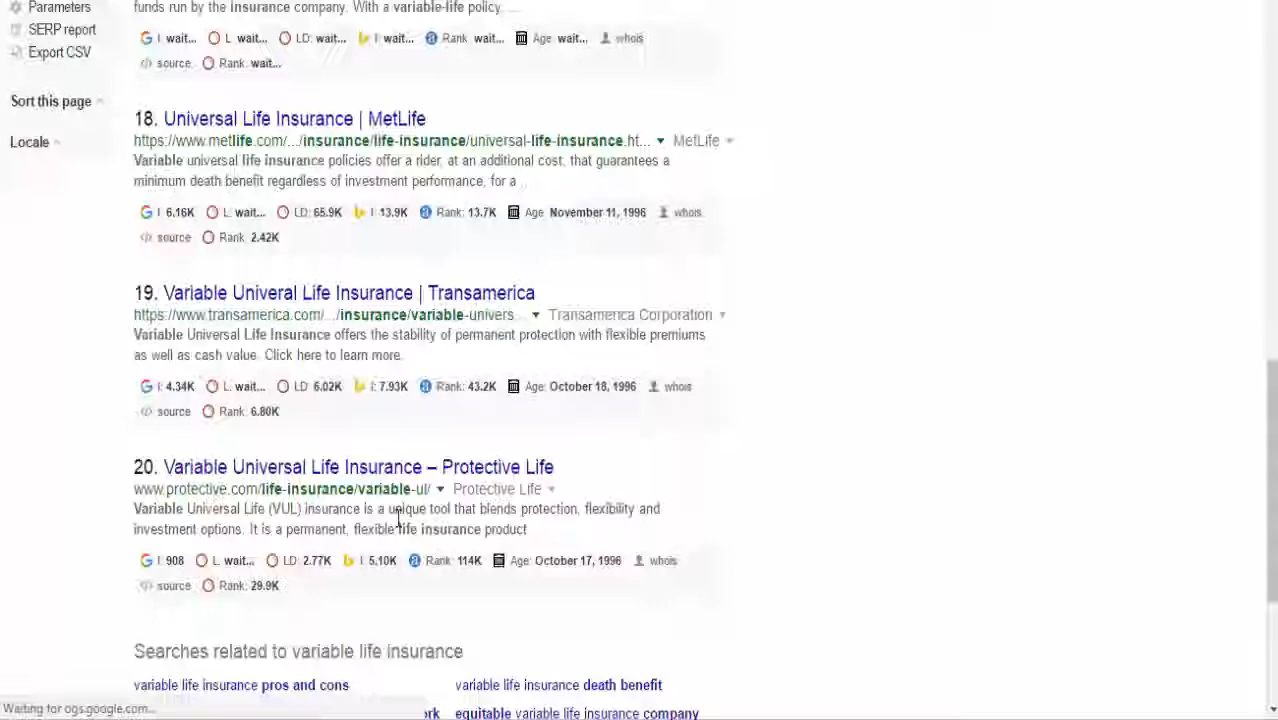 Parameters
SERP report
Export CSV
Sort this page
Locale
funds run by the insurance company. With a variable-life policy, ...
I: wait... L: wait... LD: wait... I: wait... Rank: wait... Age: wait... whois
source Rank: wait...
18. Universal Life Insurance | MetLife
https://www.metlife.com/.../insurance/life-insurance/universal-life-insurance.ht... MetLife
Variable universal life insurance policies offer a rider, at an additional cost, that guarantees a
minimum death benefit regardless of investment performance, for a ...
I: 6.16K L: wait... LD: 65.9K I: 13.9K Rank: 13.7K Age: November 11, 1996 whois
source Rank: 2.42K
19. Variable Univeral Life Insurance | Transamerica
https://www.transamerica.com/.../insurance/variable-univers... Transamerica Corporation
Variable Universal Life Insurance offers the stability of permanent protection with flexible premiums
as well as cash value. Click here to learn more.
I: 4.34K L: wait... LD: 6.02K I: 7.93K Rank: 43.2K Age: October 18, 1996 whois
source Rank: 6.80K
20. Variable Universal Life Insurance – Protective Life
www.protective.com/life-insurance/variable-ul/ Protective Life
Variable Universal Life (VUL) insurance is a unique tool that blends protection, flexibility and
investment options. It is a permanent, flexible life insurance product
I: 908 L: wait... LD: 2.77K I: 5.10K Rank: 114K Age: October 17, 1996 whois
source Rank: 29.9K
Searches related to variable life insurance
variable life insurance pros and cons
variable life insurance death benefit
equitable variable life insurance company
Waiting for ogs.google.com...